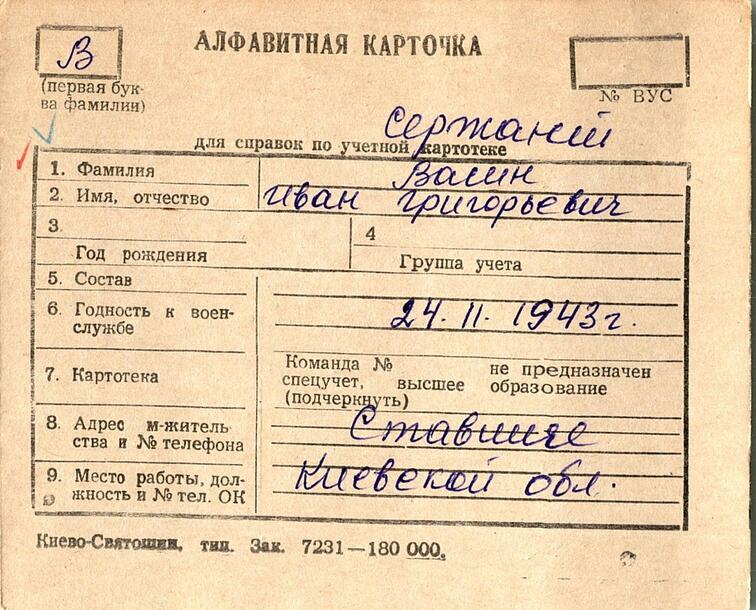 В
АЛФАВИТНАЯ КАРТОЧКА
(первая бук-
ва фамилии)
№ ВУС
Сержант
для справок по учетной картотеке
1. Фамилия
Васин
2. Имя, отчество
Иван Григорьевич
3.
Год рождения
4
Группа учета
5. Состав
6. Годность к воен-
службе
24. 11. 1943 г.
7. Картотека
Команда № не предназначен
спецучет, высшее образование
(подчеркнуть)
8. Адрес м-житель
ства и № телефона
Ставище
9. Место работы, дол-
жность и № тел. ОК
Киевской обл.
Киево-Святошин. тип. Зак. 7231—180 000.